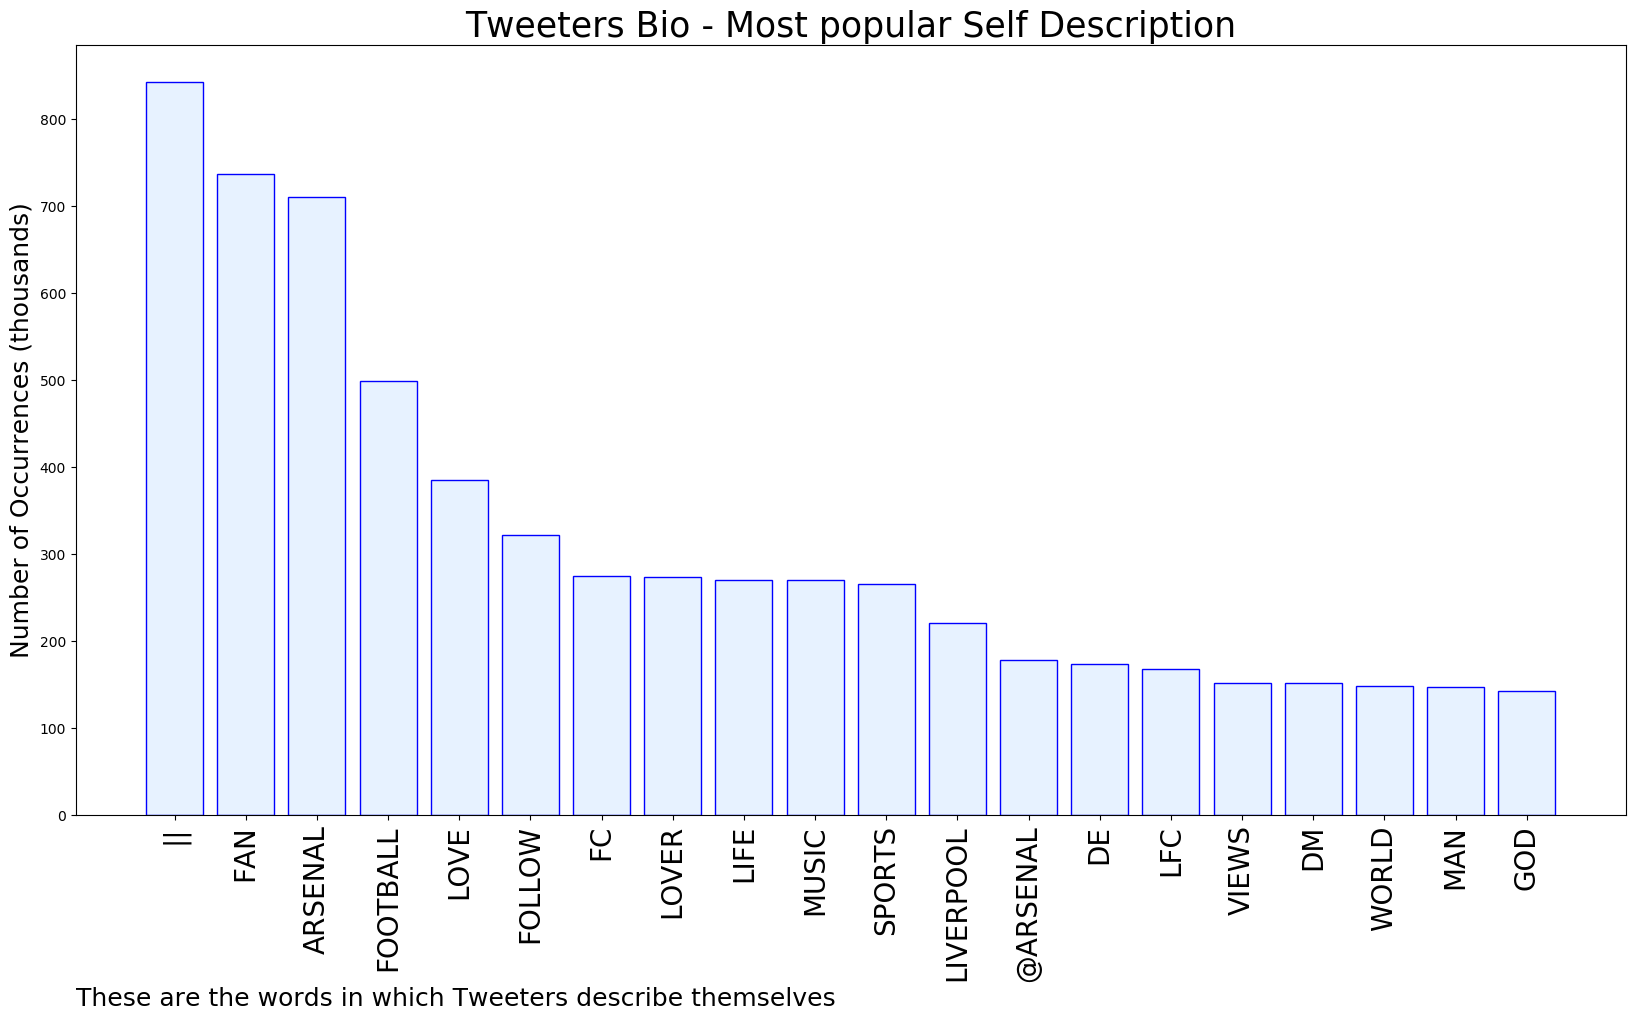 Tweeters Bio - Most popular Self Description
Number of Occurrences (thousands)
800
700
600
500
400
300
200
100
0
||
FAN
ARSENAL
FOOTBALL
LOVE
FOLLOW
FC
LOVER
LIFE
MUSIC
SPORTS
LIVERPOOL
@ARSENAL
DE
LFC
VIEWS
DM
WORLD
MAN
GOD
These are the words in which Tweeters describe themselves